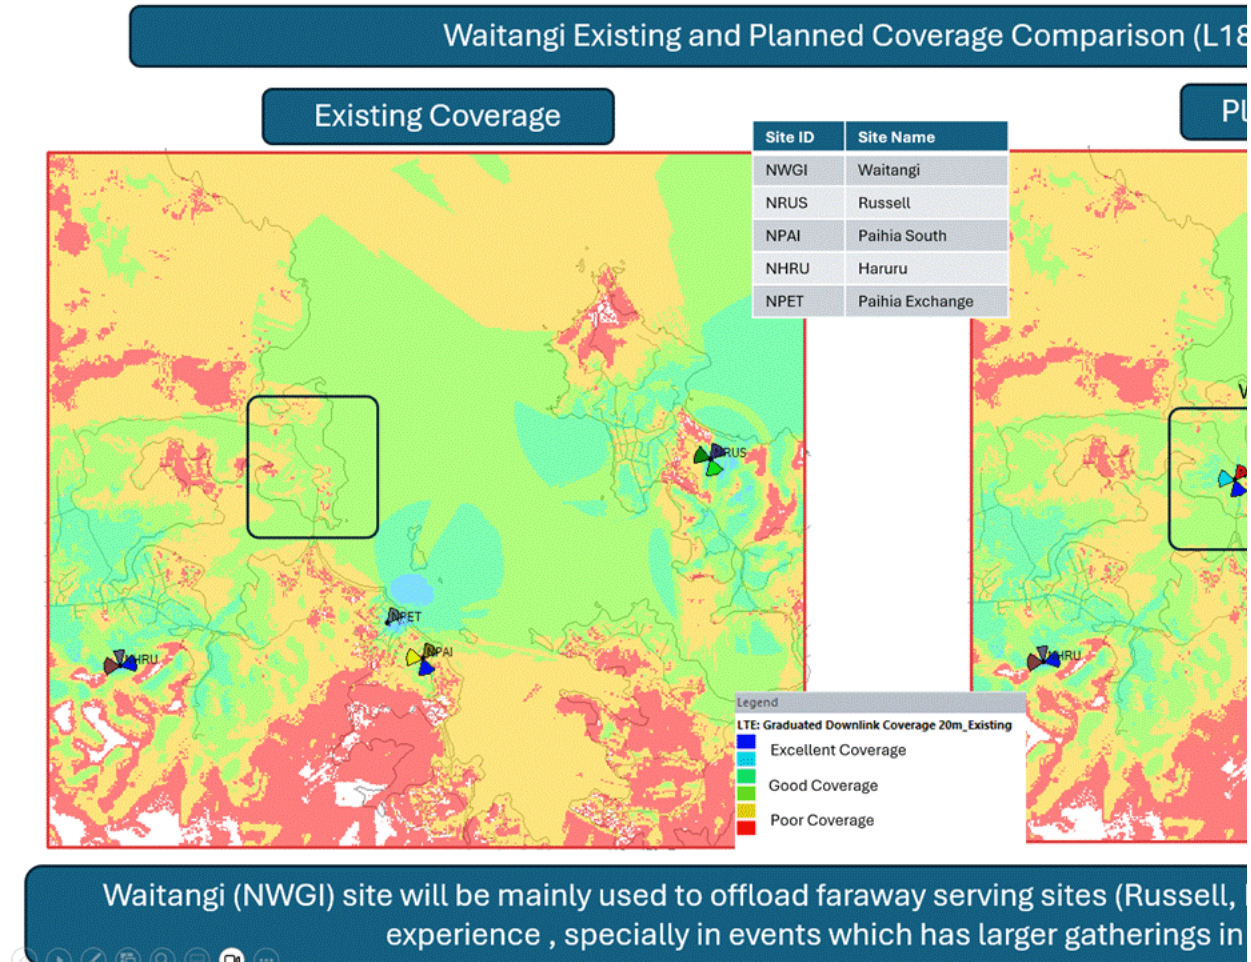 Waitangi Existing and Planned Coverage Comparison (L18
Existing Coverage
Pl
Site ID Site Name
NWGI Waitangi
NRUS Russell
NPAI Paihia South
NHRU Haruru
NPET Paihia Exchange
RUS
NPET
NPAI
HRU
HRU
Legend
LTE: Graduated Downlink Coverage 20m_Existing
Excellent Coverage
Good Coverage
Poor Coverage
Waitangi (NWGI) site will be mainly used to offload faraway serving sites (Russell,
experience , specially in events which has larger gatherings in